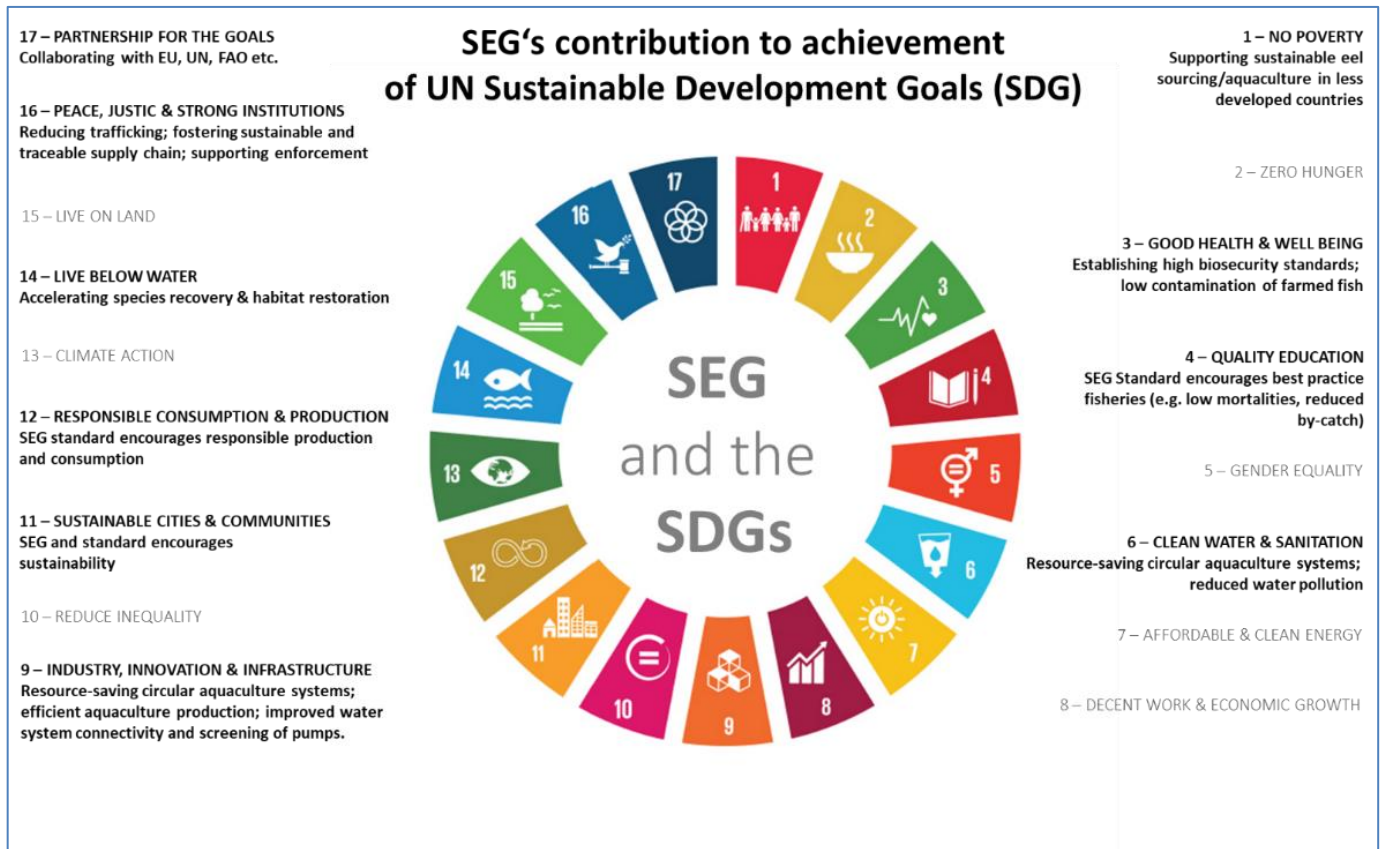 SEG‘s contribution to achievement
of UN Sustainable Development Goals (SDG)
17 – PARTNERSHIP FOR THE GOALS
Collaborating with EU, UN, FAO etc.
16 – PEACE, JUSTIC & STRONG INSTITUTIONS
Reducing trafficking; fostering sustainable and
traceable supply chain; supporting enforcement
15 – LIVE ON LAND
14 – LIVE BELOW WATER
Accelerating species recovery & habitat restoration
13 – CLIMATE ACTION
12 – RESPONSIBLE CONSUMPTION & PRODUCTION
SEG standard encourages responsible production
and consumption
11 – SUSTAINABLE CITIES & COMMUNITIES
SEG and standard encourages
sustainability
10 – REDUCE INEQUALITY
9 – INDUSTRY, INNOVATION & INFRASTRUCTURE
Resource-saving circular aquaculture systems;
efficient aquaculture production; improved water
system connectivity and screening of pumps.
1
2
3
4
5
6
7
8
9
10
11
12
13
14
15
16
17
SEG
and the
SDGs
1 – NO POVERTY
Supporting sustainable eel
sourcing/aquaculture in less
developed countries
2 – ZERO HUNGER
3 – GOOD HEALTH & WELL BEING
Establishing high biosecurity standards;
low contamination of farmed fish
4 – QUALITY EDUCATION
SEG Standard encourages best practice
fisheries (e.g. low mortalities, reduced
by-catch)
5 – GENDER EQUALITY
6 – CLEAN WATER & SANITATION
Resource-saving circular aquaculture systems;
reduced water pollution
7 – AFFORDABLE & CLEAN ENERGY
8 – DECENT WORK & ECONOMIC GROWTH